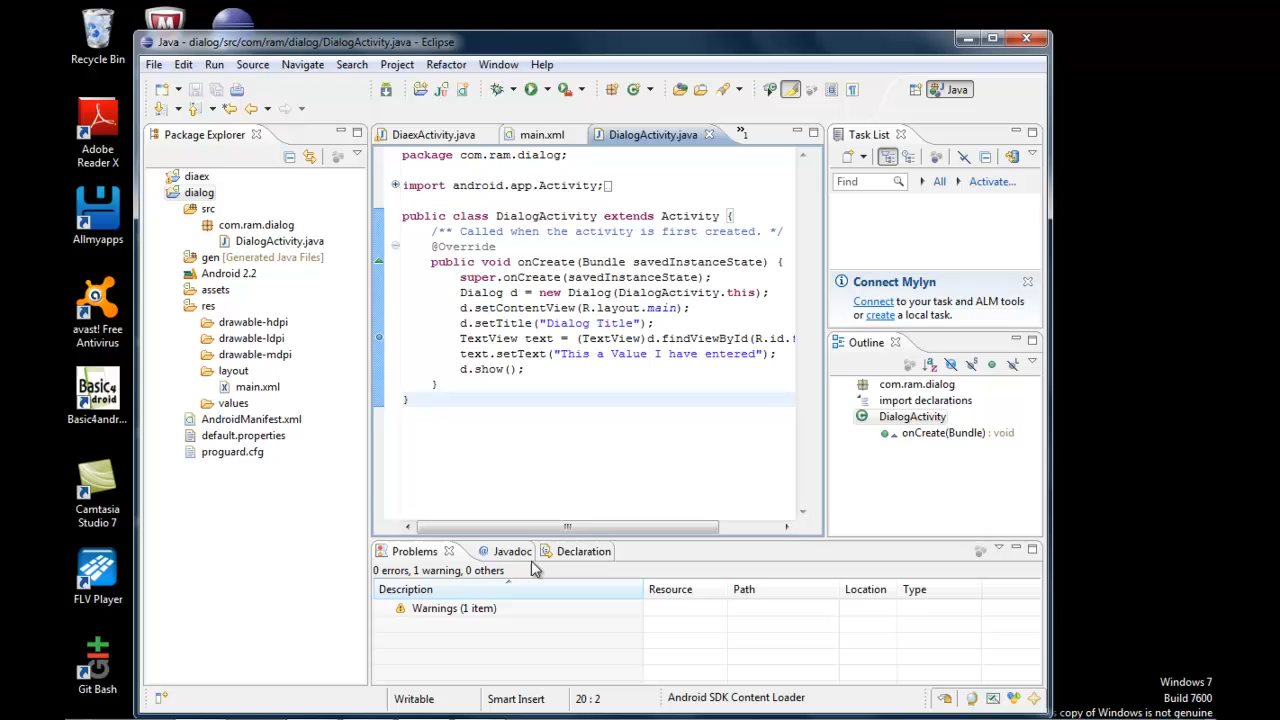 Recycle Bin
Adobe
Reader X
Allmyapps
avast! Free
Antivirus
Basic4andr...
Camtasia
Studio 7
FLV Player
Git Bash
Java - dialog/src/com/ram/dialog/DialogActivity.java - Eclipse
File Edit Run Source Navigate Search Project Refactor Window Help
Java
Package Explorer
diaex
dialog
src
com.ram.dialog
DialogActivity.java
gen [Generated Java Files]
Android 2.2
assets
res
drawable-hdpi
drawable-ldpi
drawable-mdpi
layout
main.xml
values
AndroidManifest.xml
default.properties
proguard.cfg
DiaexActivity.java main.xml DialogActivity.java »1
package com.ram.dialog;
import android.app.Activity;
public class DialogActivity extends Activity {
/** Called when the activity is first created. */
@Override
public void onCreate(Bundle savedInstanceState) {
super.onCreate(savedInstanceState);
Dialog d = new Dialog(DialogActivity.this);
d.setContentView(R.layout.main);
d.setTitle("Dialog Title");
TextView text = (TextView)d.findViewById(R.id.
text.setText("This a Value I have entered");
d.show();
}
}
Task List
Find All Activate...
Connect Mylyn
Connect to your task and ALM tools
or create a local task.
Outline
com.ram.dialog
import declarations
DialogActivity
onCreate(Bundle) : void
Problems @ Javadoc Declaration
0 errors, 1 warning, 0 others
Description Resource Path Location Type
Warnings (1 item)
Writable Smart Insert 20 : 2 Android SDK Content Loader
Windows 7
Build 7600
s copy of Windows is not genuine